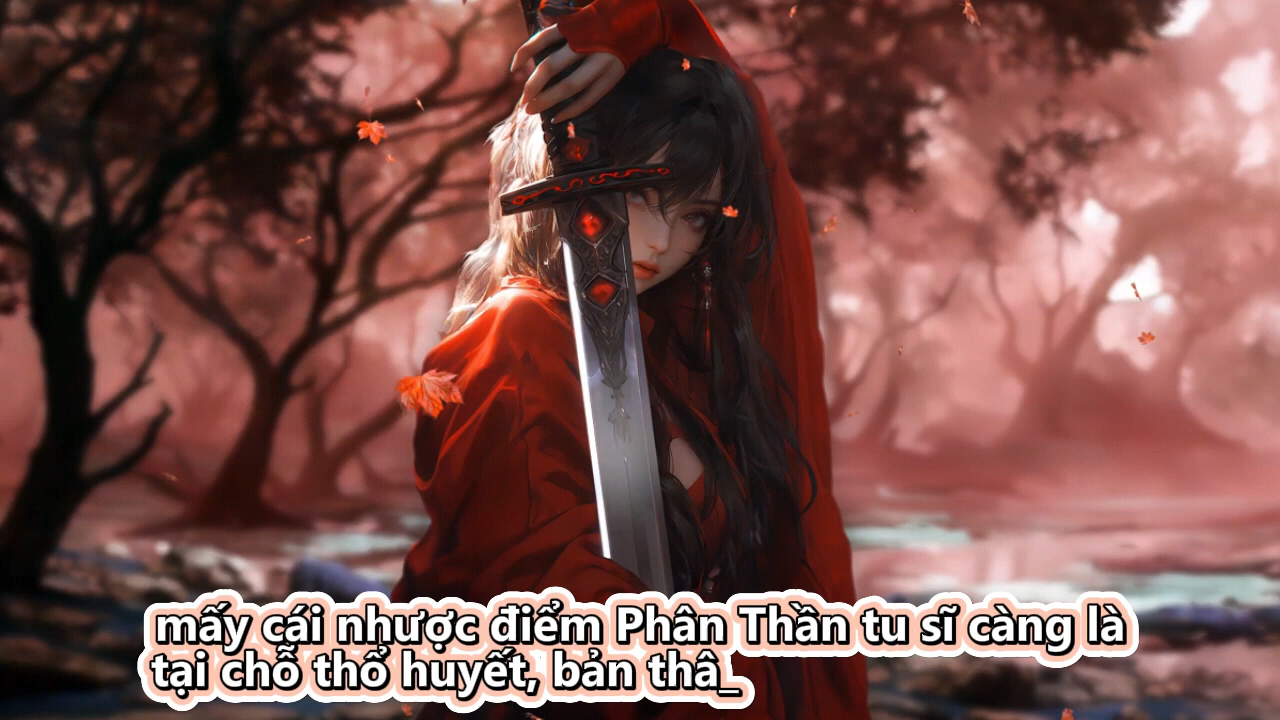 mấy cái nhược điểm Phân Thần tu sĩ càng là
tại chỗ thổ huyết, bản thâ_